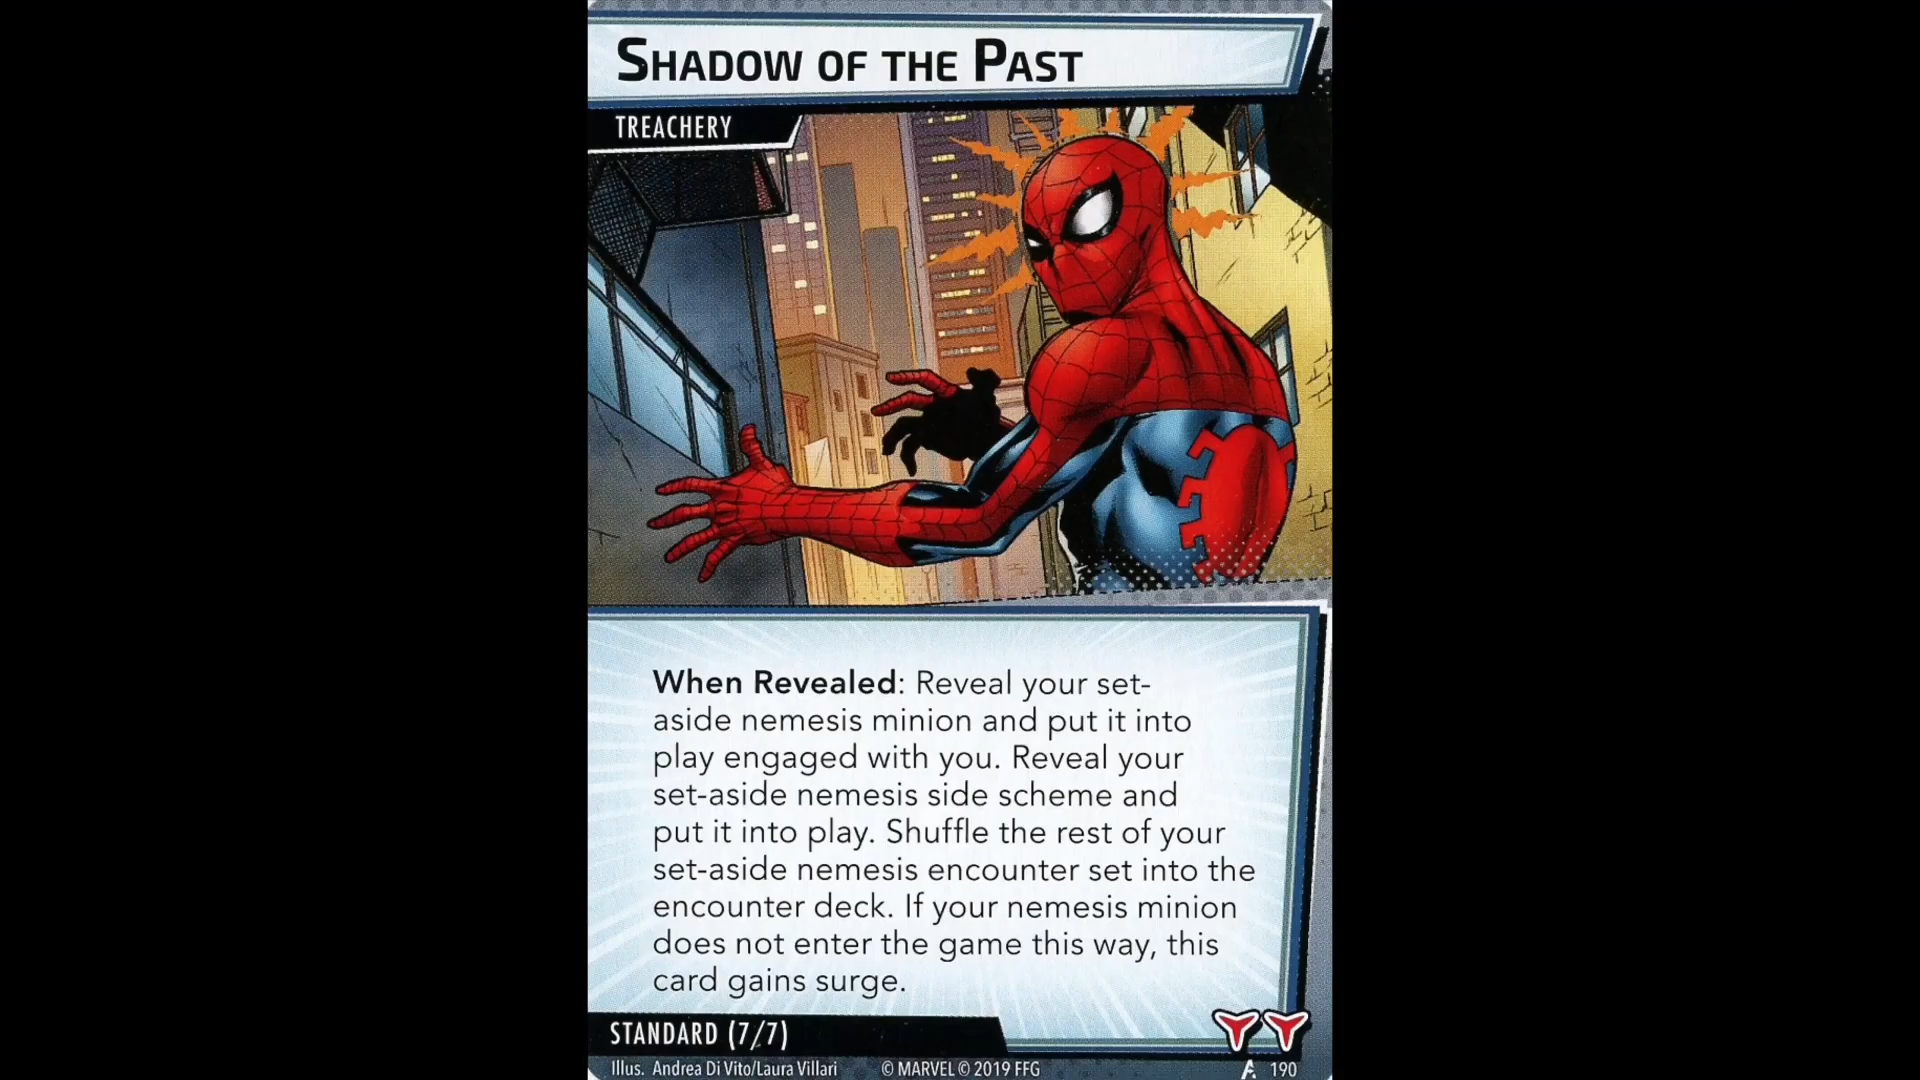 SHADOW OF THE PAST
TREACHERY
When Revealed: Reveal your set-
aside nemesis minion and put it into
play engaged with you. Reveal your
set-aside nemesis side scheme and
put it into play. Shuffle the rest of your
set-aside nemesis encounter set into the
encounter deck. If your nemesis minion
does not enter the game this way, this
card gains surge.
STANDARD (7/7)
Illus. Andrea Di Vito/Laura Villari © MARVEL © 2019 FFG 190